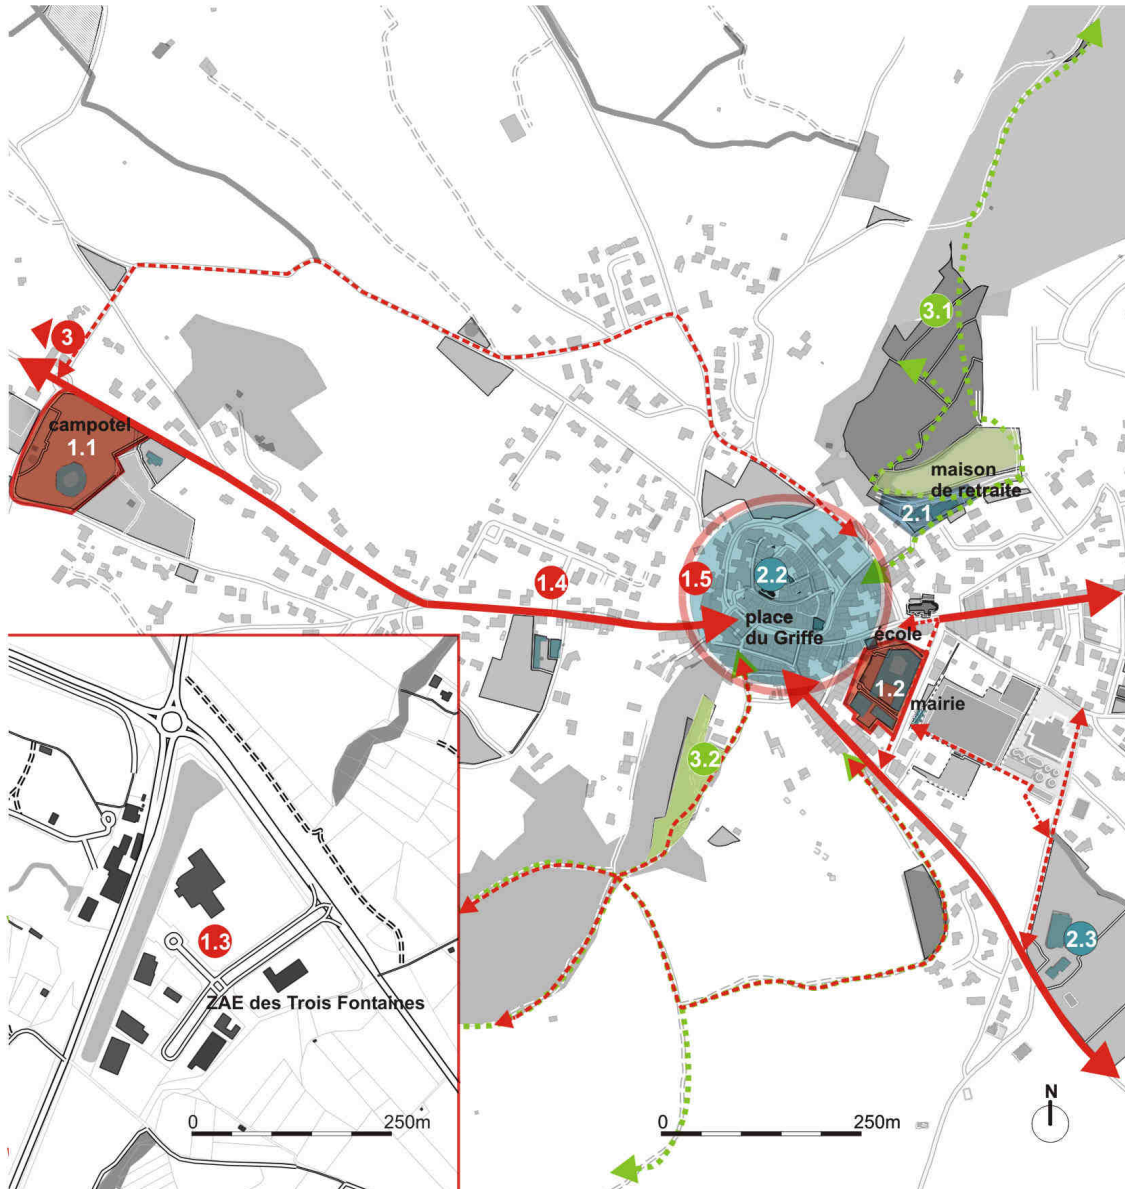 3.1
3
campotel
1.1
maison
de retraite
2.1
1.4
1.5
2.2
place
du Griffe
école
1.2
mairie
3.2
1.3
2.3
ZAE des Trois Fontaines
0
250m
0
250m
N